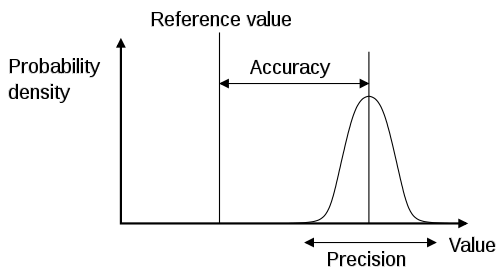 Reference value
Probability
density
Accuracy
Value
Precision